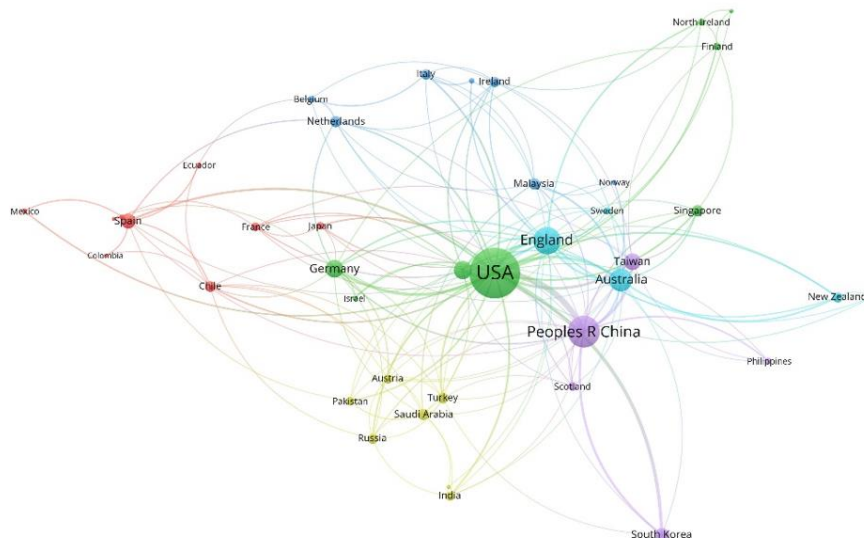 North Ireland
Finland
Italy
Ireland
Belgium
Netherlands
Ecuador
Malaysia
Norway
Mexico
Spain
Sweden
Singapore
France
Japan
England
Colombia
Germany
USA
Taiwan
Chile
Israel
Australia
New Zealand
Peoples R China
Philippines
Austria
Scotland
Pakistan
Turkey
Saudi Arabia
Russia
India
South Korea